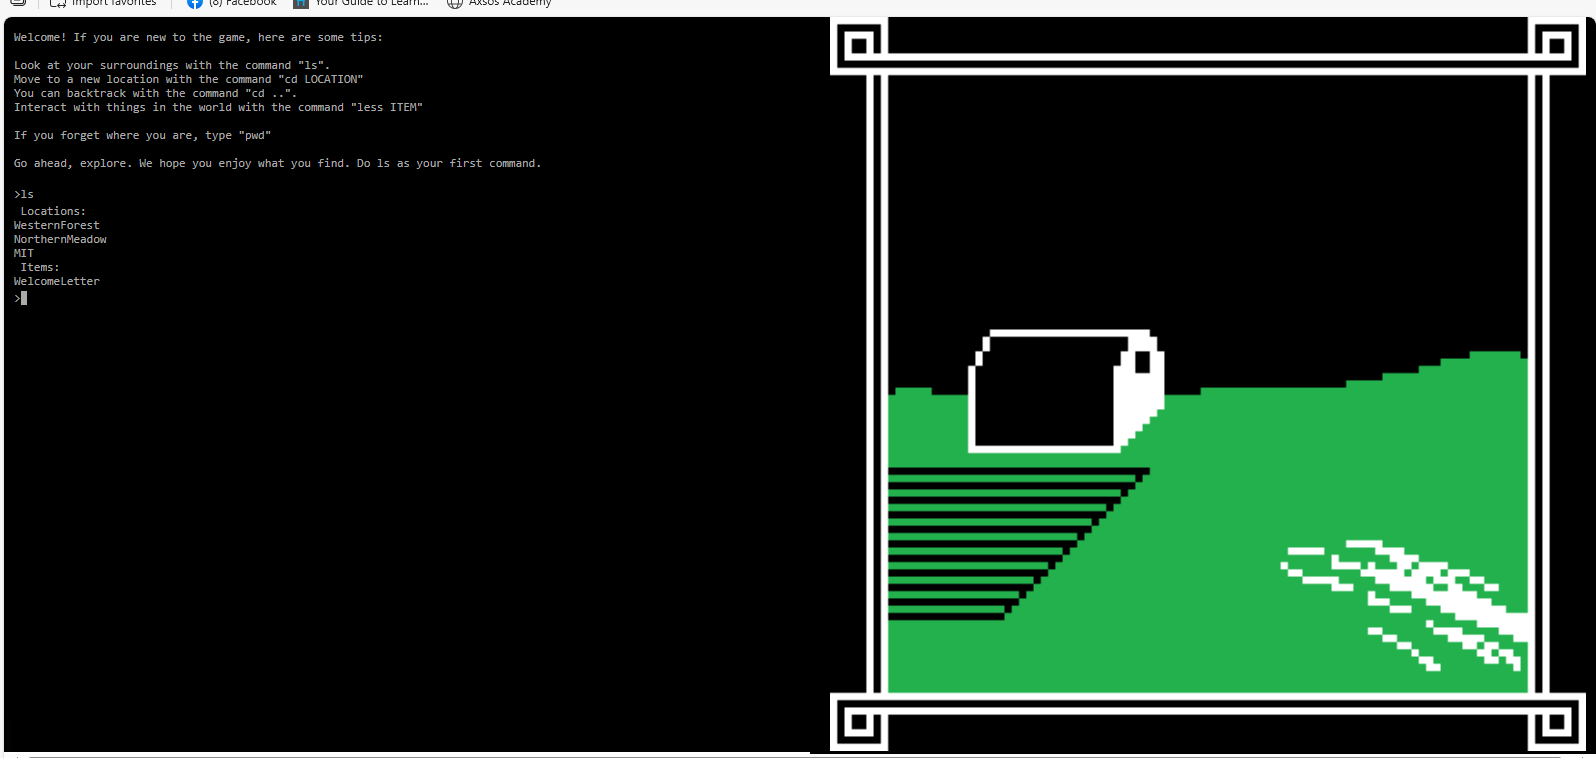 Import favorites
(8) Facebook
Your Guide to Learn...
Axsos Academy
Welcome! If you are new to the game, here are some tips:
Look at your surroundings with the command "ls".
Move to a new location with the command "cd LOCATION"
You can backtrack with the command "cd ..".
Interact with things in the world with the command "less ITEM"
If you forget where you are, type "pwd"
Go ahead, explore. We hope you enjoy what you find. Do ls as your first command.
>ls
Locations:
WesternForest
NorthernMeadow
MIT
Items:
WelcomeLetter
>